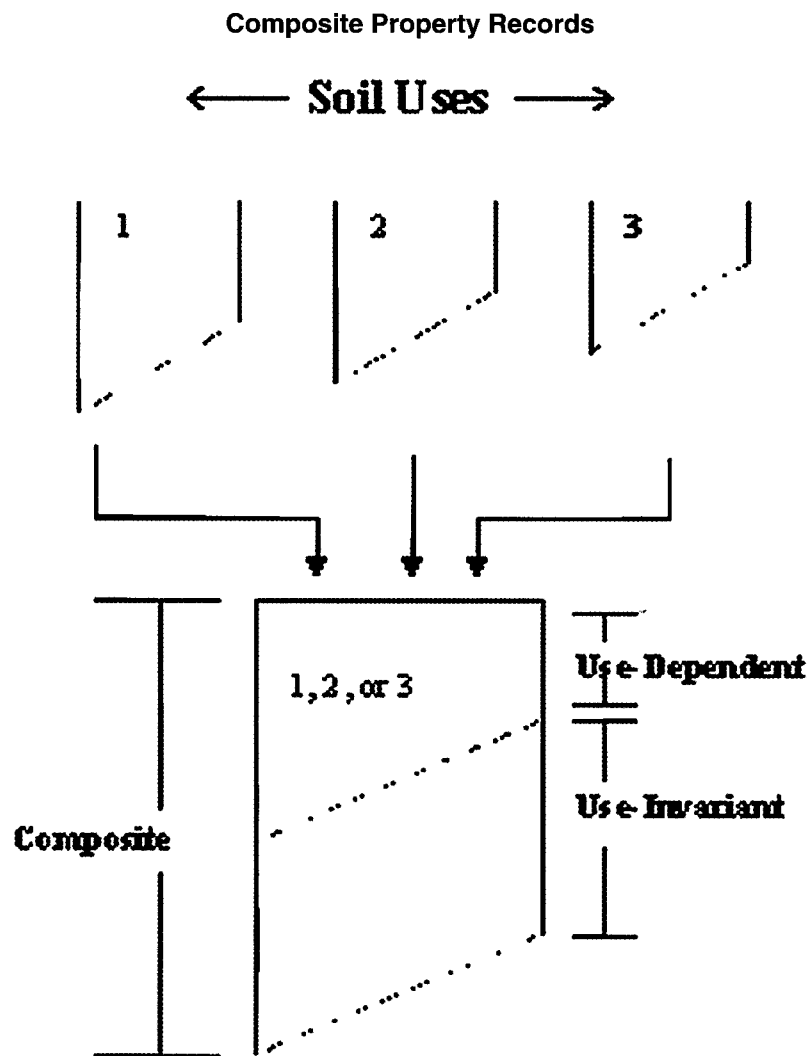 Composite Property Records
Soil Uses
1 2 3
1, 2, or 3
Use-Dependent
Use-Invariant
Composite